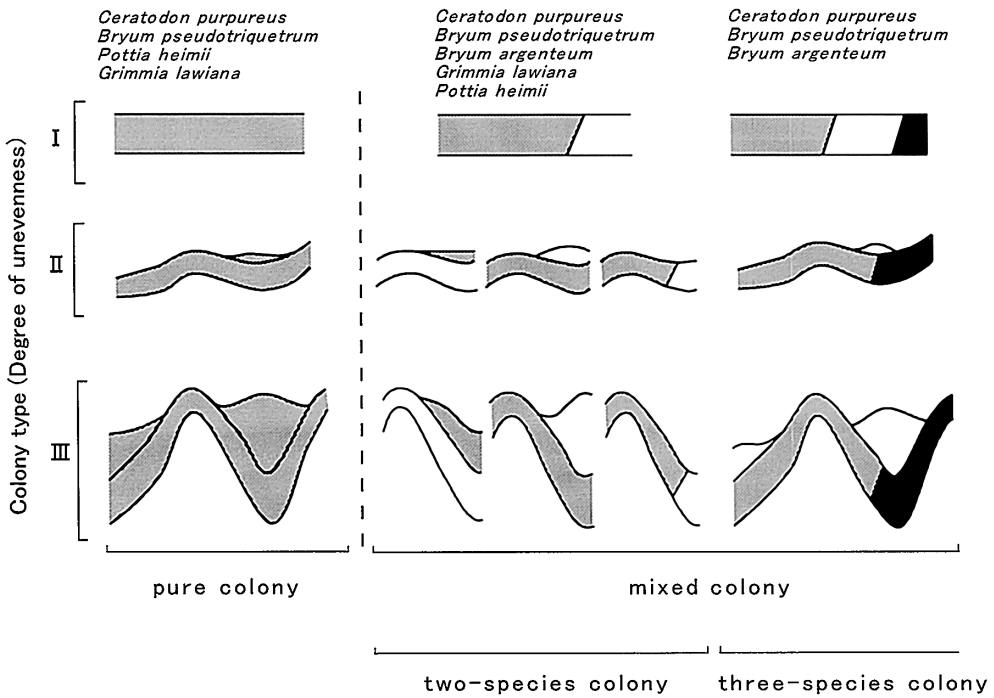 Ceratodon purpureus
Bryum pseudotriquetrum
Pottia heimii
Grimmia lawiana
Ceratodon purpureus
Bryum pseudotriquetrum
Bryum argenteum
Grimmia lawiana
Pottia heimii
Ceratodon purpureus
Bryum pseudotriquetrum
Bryum argenteum
Colony type (Degree of unevenness)
I
II
III
pure colony
mixed colony
two-species colony
three-species colony